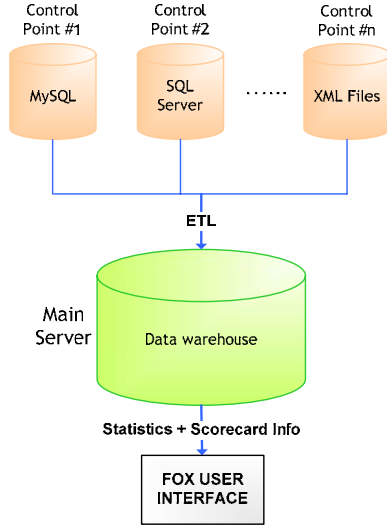 Control
Point #1
Control
Point #2
Control
Point #n
MySQL
SQL
Server
......
XML Files
ETL
Main
Server
Data warehouse
Statistics + Scorecard Info
FOX USER
INTERFACE